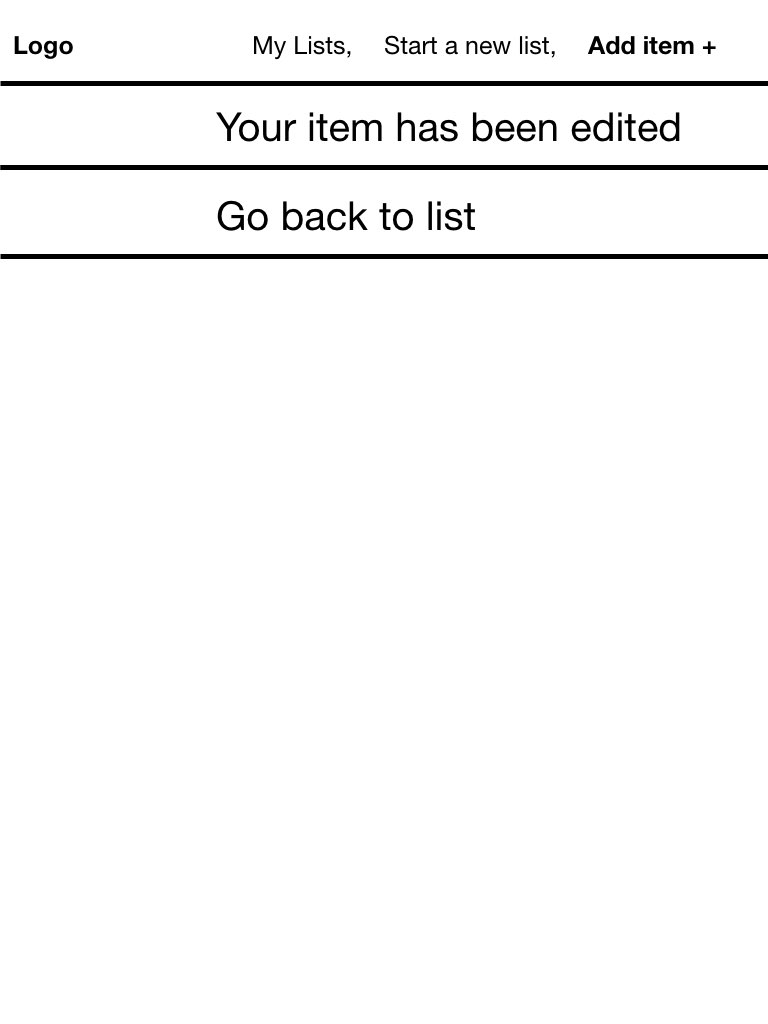 Logo My Lists, Start a new list, Add item +
Your item has been edited
Go back to list